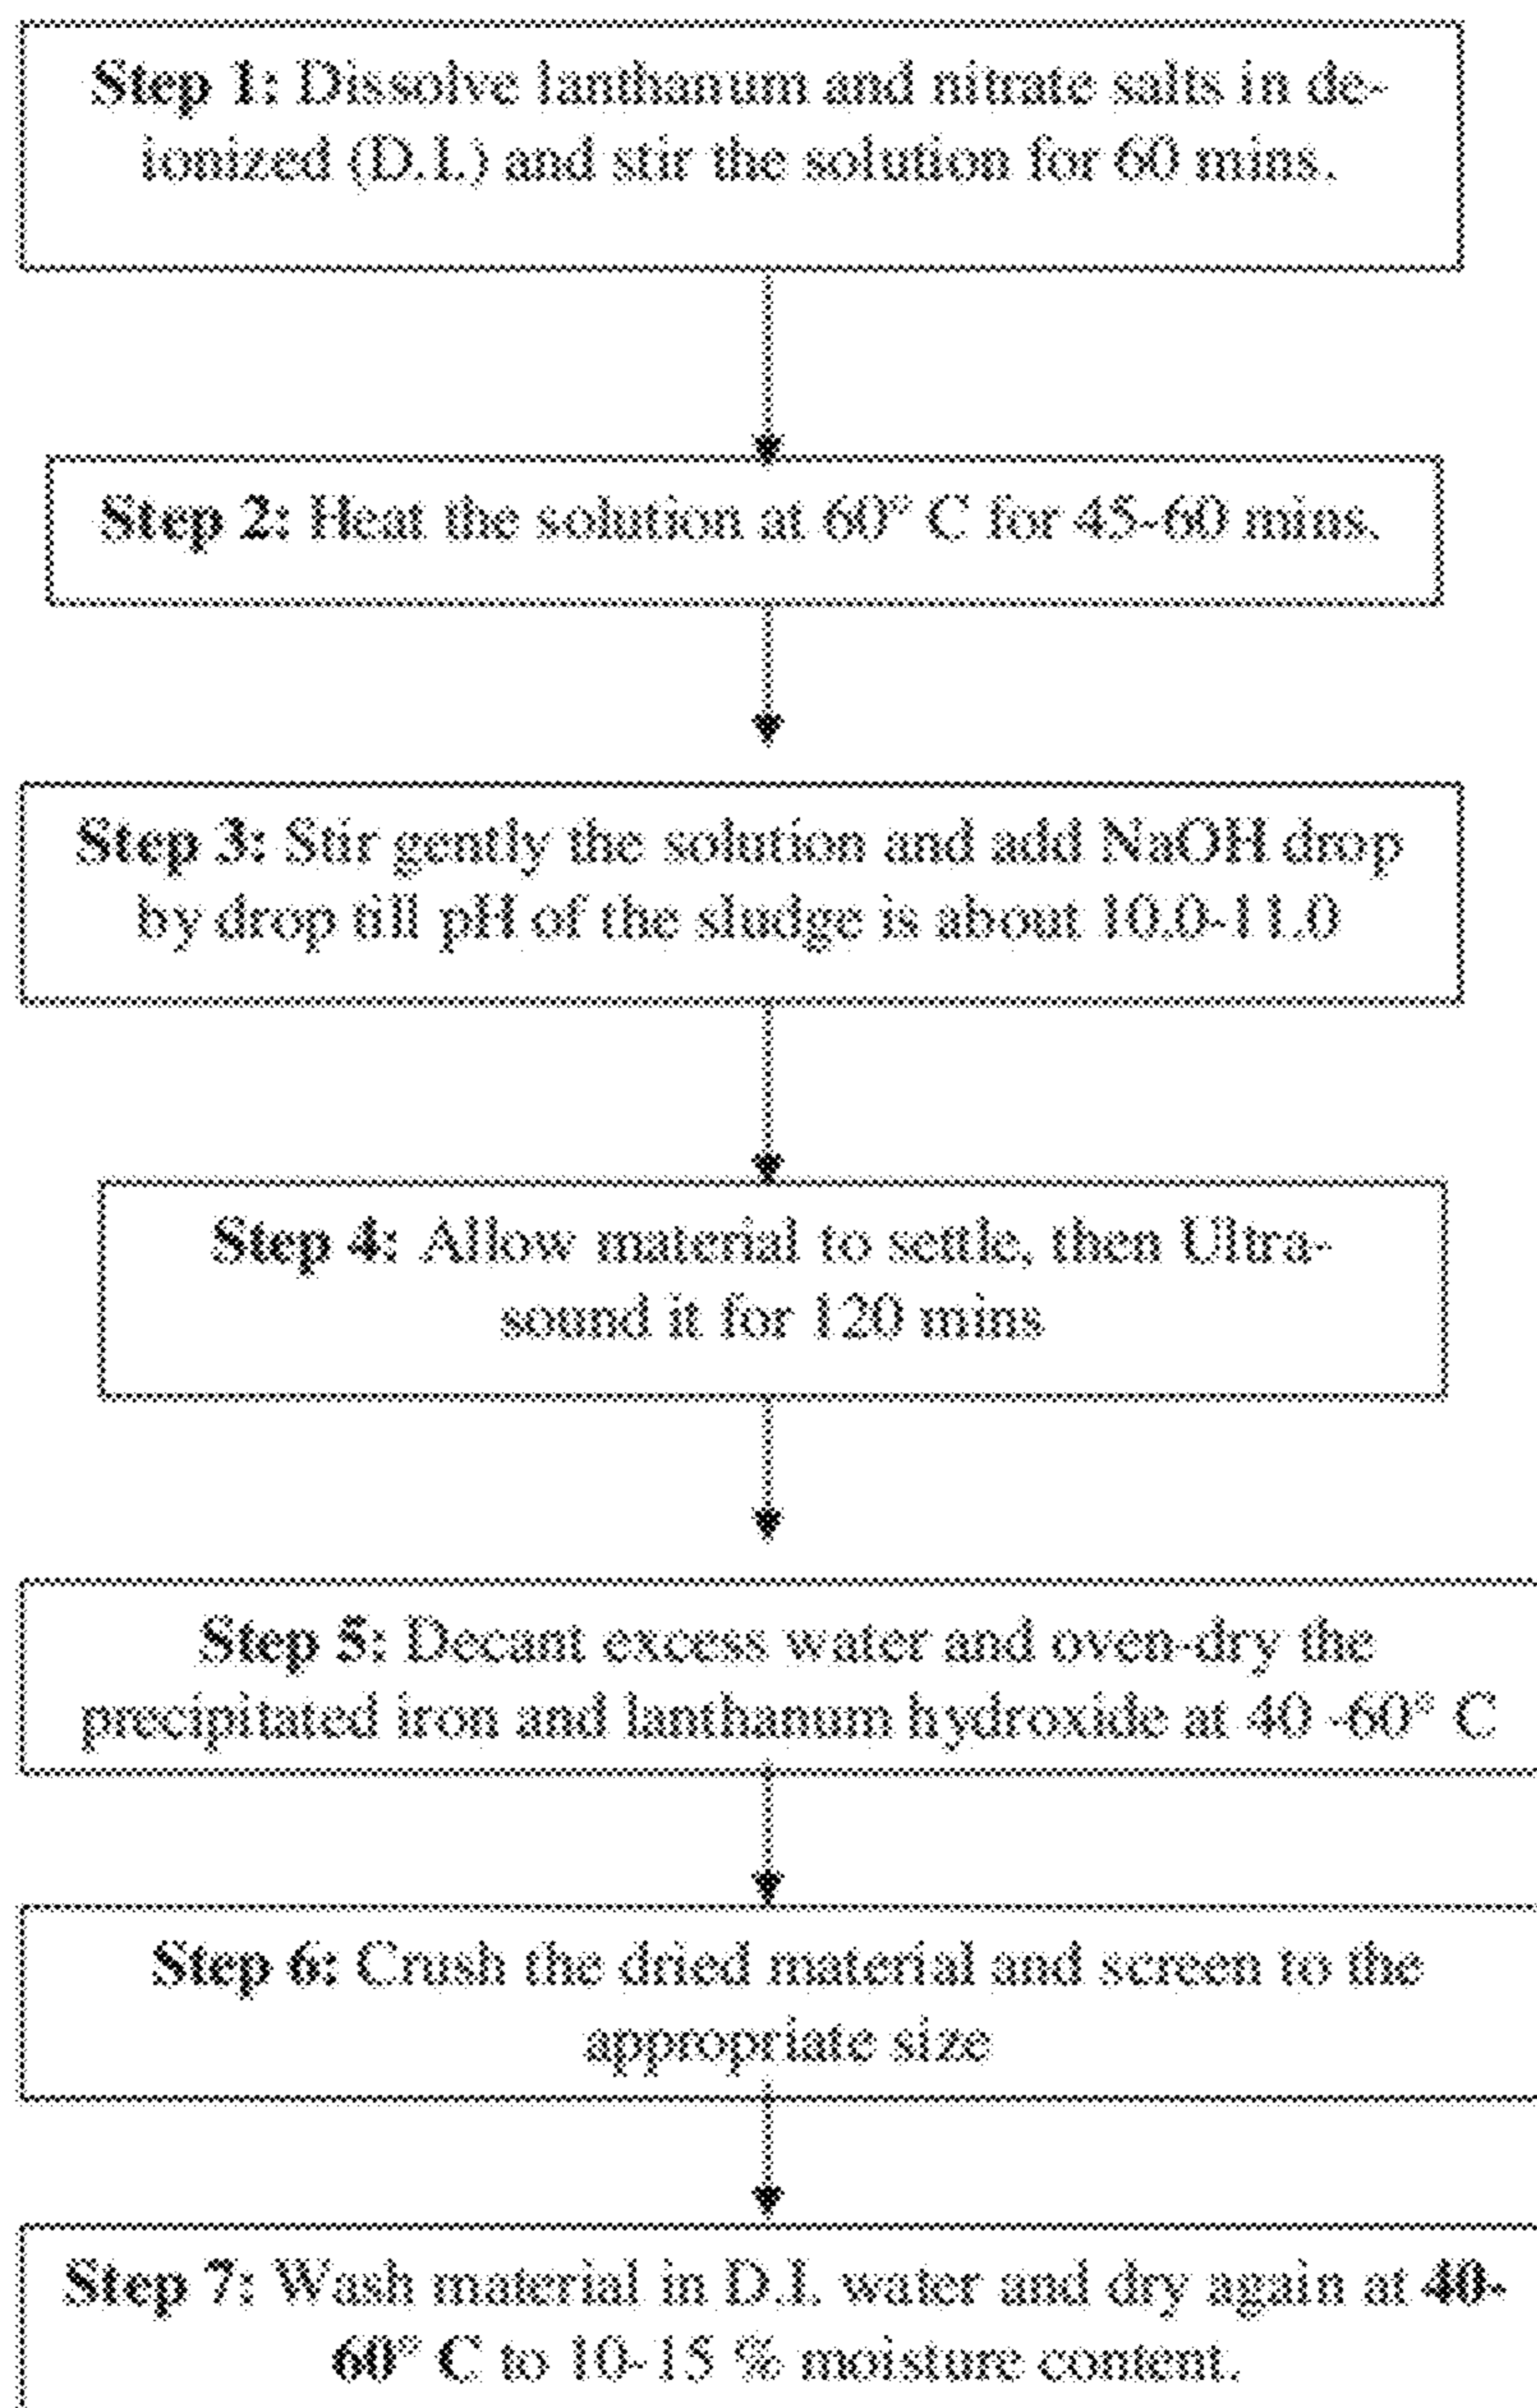 Step 1: Dissolve lanthanum and nitrate salts in de-
ionized (D.I.) and stir the solution for 60 mins.
Step 2: Heat the solution at 60° C for 45-60 mins.
Step 3: Stir gently the solution and add NaOH drop
by drop till pH of the sludge is about 10.0-11.0
Step 4: Allow material to settle, then Ultra-
sound it for 120 mins
Step 5: Decant excess water and oven-dry the
precipitated iron and lanthanum hydroxide at 40 -60° C
Step 6: Crush the dried material and screen to the
appropriate size
Step 7: Wash material in D.I. water and dry again at 40-
60° C to 10-15 % moisture content.